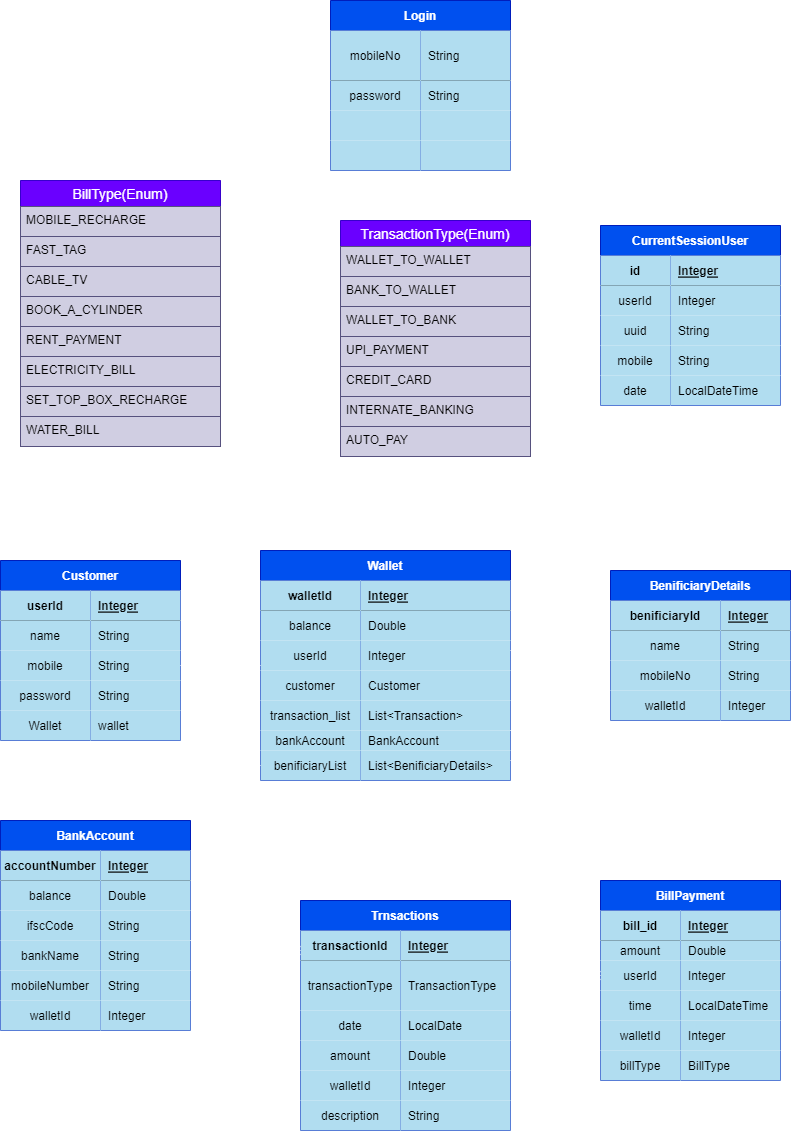 Login
mobileNo String
password String
BillType(Enum)
MOBILE_RECHARGE
FAST_TAG
CABLE_TV
BOOK_A_CYLINDER
RENT_PAYMENT
ELECTRICITY_BILL
SET_TOP_BOX_RECHARGE
WATER_BILL
TransactionType(Enum)
WALLET_TO_WALLET
BANK_TO_WALLET
WALLET_TO_BANK
UPI_PAYMENT
CREDIT_CARD
INTERNATE_BANKING
AUTO_PAY
CurrentSessionUser
id Integer
userId Integer
uuid String
mobile String
date LocalDateTime
Customer
userId Integer
name String
mobile String
password String
Wallet wallet
Wallet
walletId Integer
balance Double
userId Integer
customer Customer
transaction_list List<Transaction>
bankAccount BankAccount
benificiaryList List<BenificiaryDetails>
BenificiaryDetails
benificiaryId Integer
name String
mobileNo String
walletId Integer
BankAccount
accountNumber Integer
balance Double
ifscCode String
bankName String
mobileNumber String
walletId Integer
Trnsactions
transactionId Integer
transactionType TransactionType
date LocalDate
amount Double
walletId Integer
description String
BillPayment
bill_id Integer
amount Double
userId Integer
time LocalDateTime
walletId Integer
billType BillType